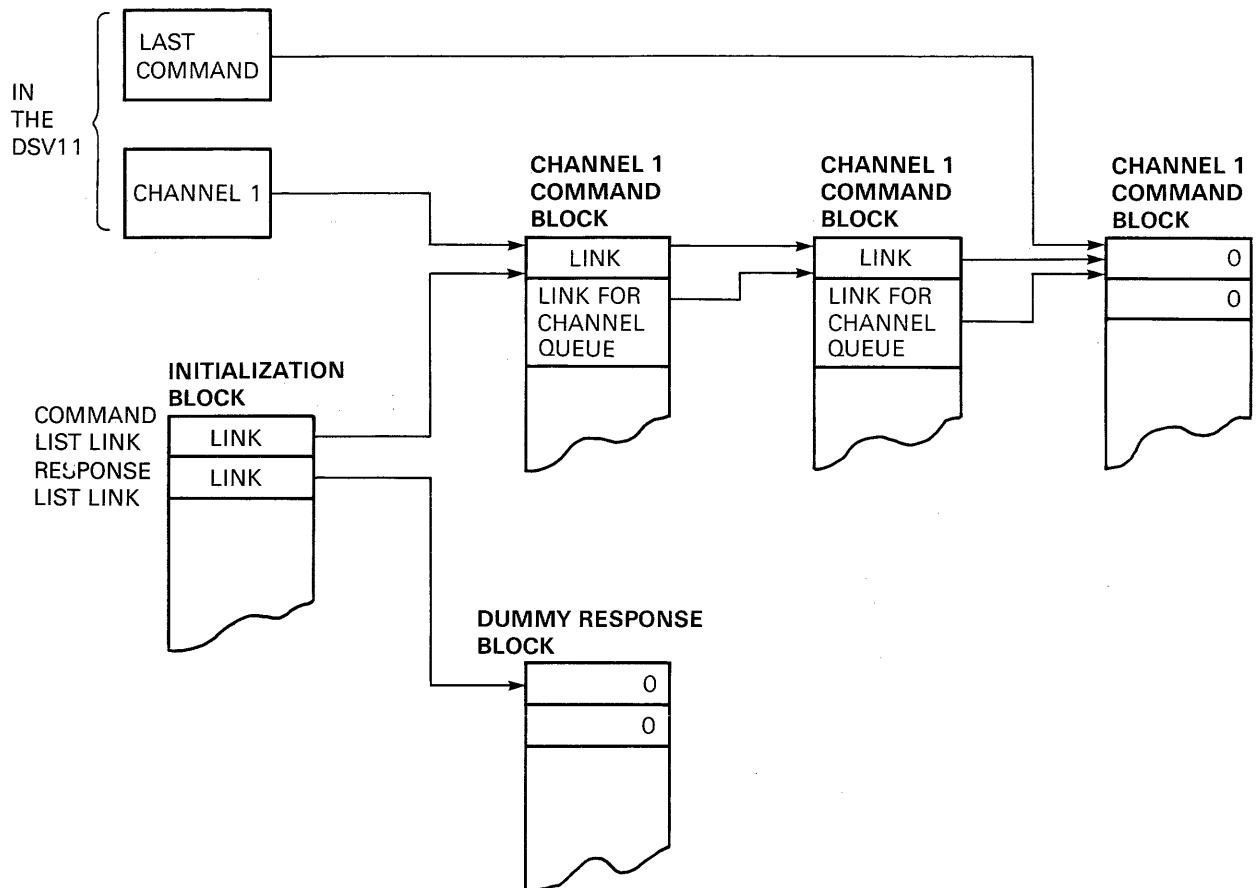 LAST
COMMAND
IN
THE
DSV11
CHANNEL 1
CHANNEL 1
COMMAND
BLOCK
CHANNEL 1
COMMAND
BLOCK
CHANNEL 1
COMMAND
BLOCK
LINK
LINK
0
LINK FOR
CHANNEL
QUEUE
LINK FOR
CHANNEL
QUEUE
0
INITIALIZATION
BLOCK
COMMAND
LIST LINK
LINK
RESPONSE
LIST LINK
LINK
DUMMY RESPONSE
BLOCK
0
0